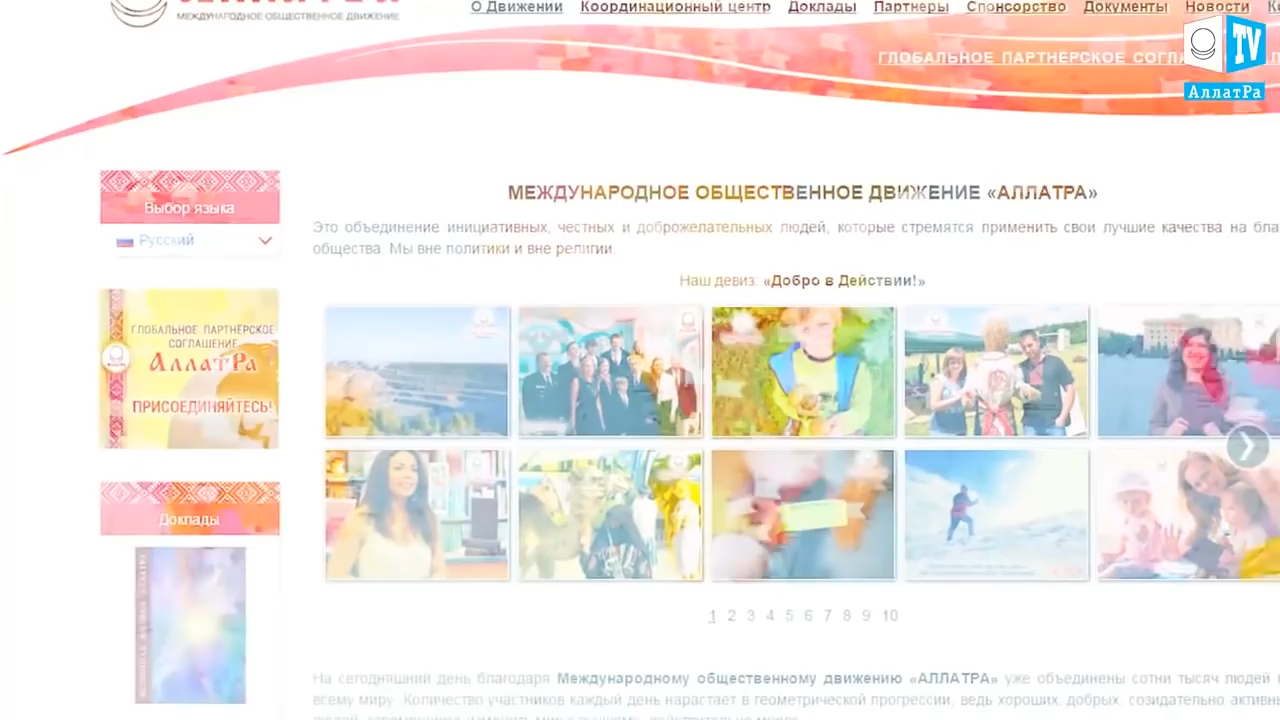 МЕЖДУНАРОДНОЕ ОБЩЕСТВЕННОЕ ДВИЖЕНИЕ
О Движении Координационный центр Доклады Партнеры Спонсорство Документы Новости
ГЛОБАЛЬНОЕ ПАРТНЕРСКОЕ СОГЛА
TV
АллатРа
Выбор языка
Русский
ГЛОБАЛЬНОЕ ПАРТНЕРСКОЕ
СОГЛАШЕНИЕ
АллатРа
ПРИСОЕДИНЯЙТЕСЬ!
Доклады
МЕЖДУНАРОДНОЕ ОБЩЕСТВЕННОЕ ДВИЖЕНИЕ «АЛЛАТРА»
Это объединение инициативных, честных и доброжелательных людей, которые стремятся применить свои лучшие качества на бла
общества. Мы вне политики и вне религии.
Наш девиз: «Добро в Действии!»
1 2 3 4 5 6 7 8 9 10
На сегодняшний день благодаря Международному общественному движению «АЛЛАТРА» уже объединены сотни тысяч людей
всему миру. Количество участников каждый день нарастает в геометрической прогрессии, ведь хороших, добрых, созидательно активн